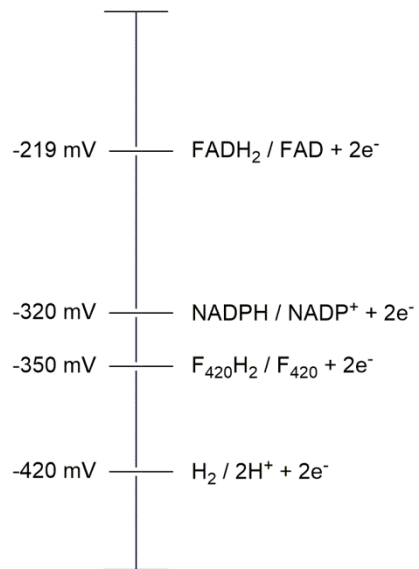 -219 mV FADH₂ / FAD + 2e⁻
-320 mV NADPH / NADP⁺ + 2e⁻
-350 mV F₄₂₀H₂ / F₄₂₀ + 2e⁻
-420 mV H₂ / 2H⁺ + 2e⁻